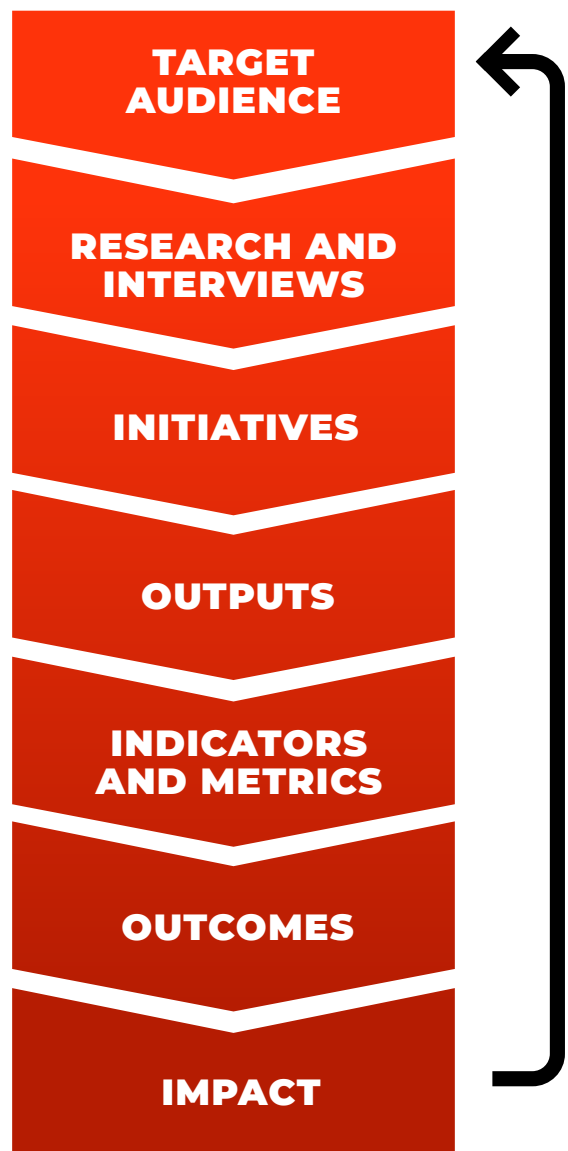 TARGET
AUDIENCE
RESEARCH AND
INTERVIEWS
INITIATIVES
OUTPUTS
INDICATORS
AND METRICS
OUTCOMES
IMPACT